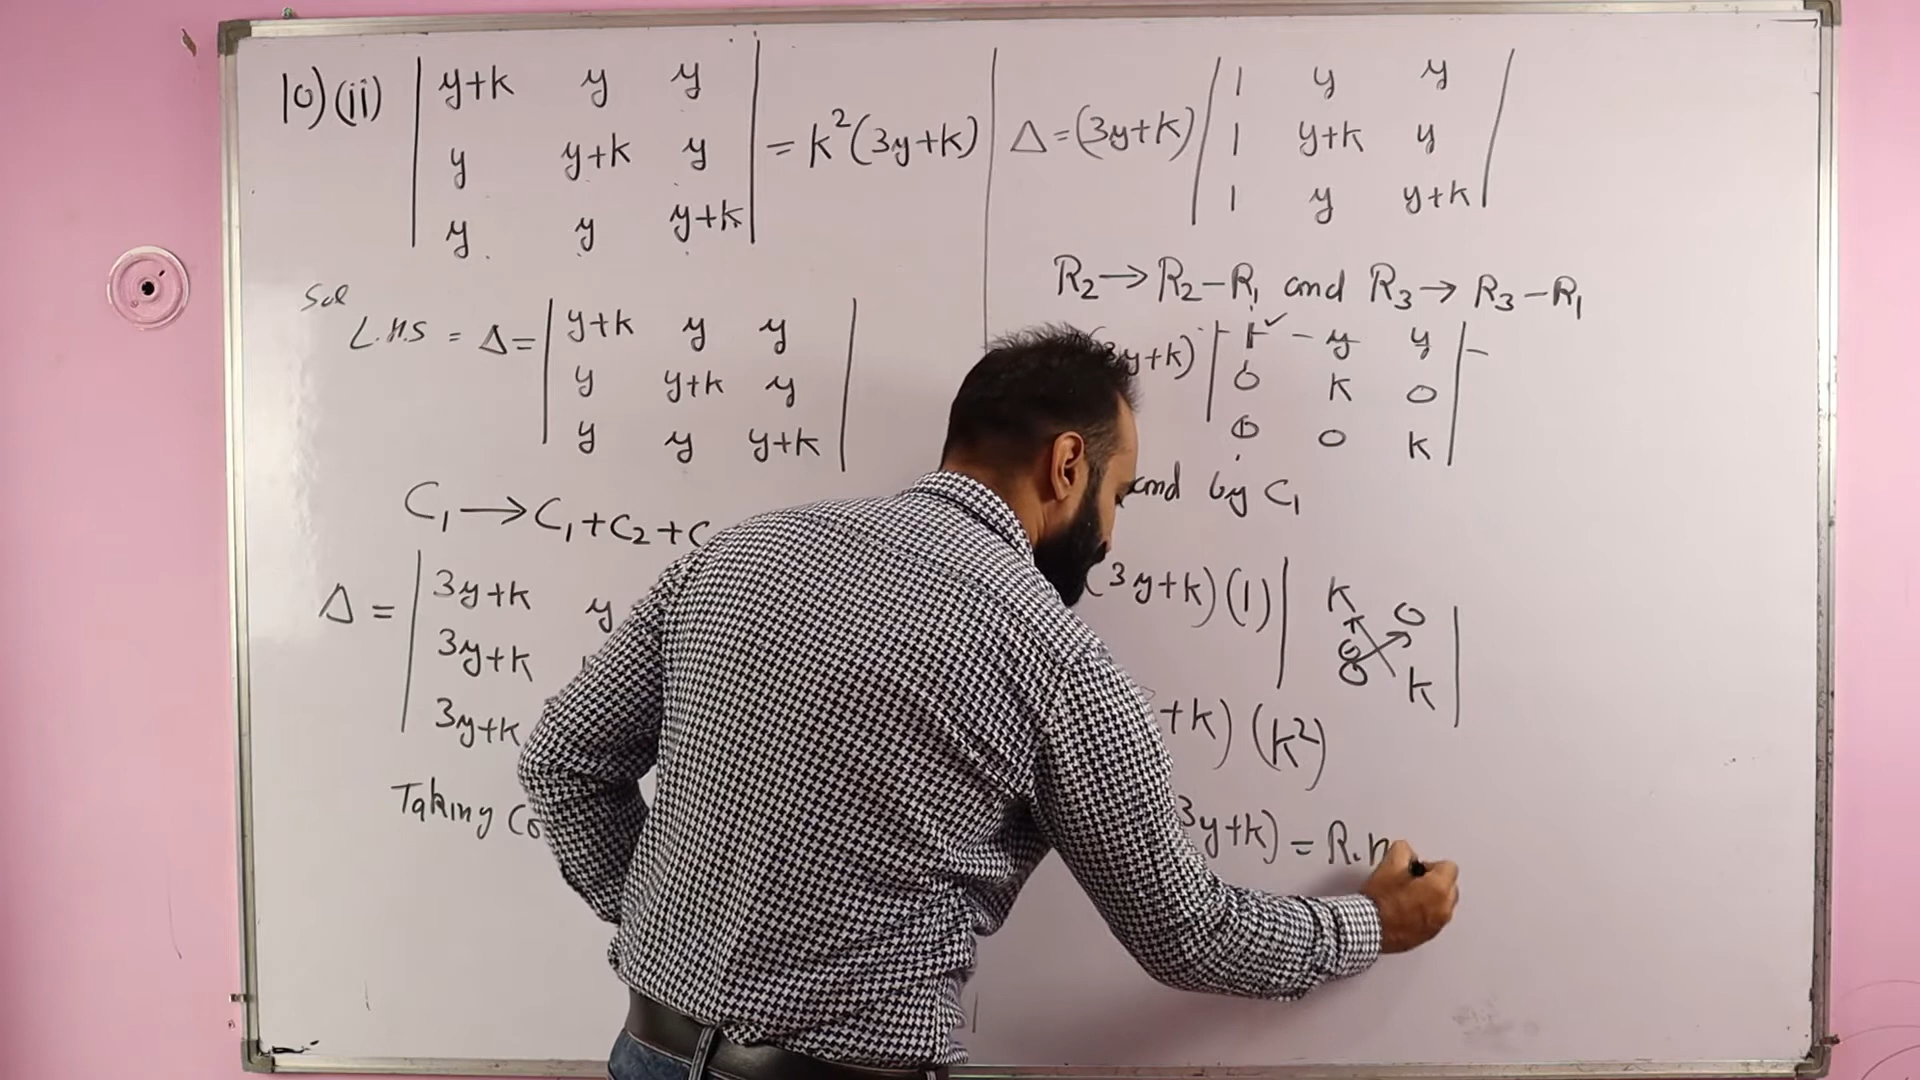 10) (ii) | y+k y y |
| y y+k y | = k²(3y+k)
| y y y+k |
Sol
L.H.S = Δ = | y+k y y |
| y y+k y |
| y y y+k |
C₁ → C₁+C₂+C
Δ = | 3y+k y
| 3y+k
| 3y+k
Taking Co
Δ = (3y+k) | 1 y y |
| 1 y+k y |
| 1 y y+k |
R₂ → R₂-R₁ and R₃ → R₃-R₁
3y+k) | 1 y y |
| 0 k 0 |
| 0 0 k |
by C₁
(3y+k)(1) | k 0 |
| 0 k |
+k)(k²)
3y+k) = R.H